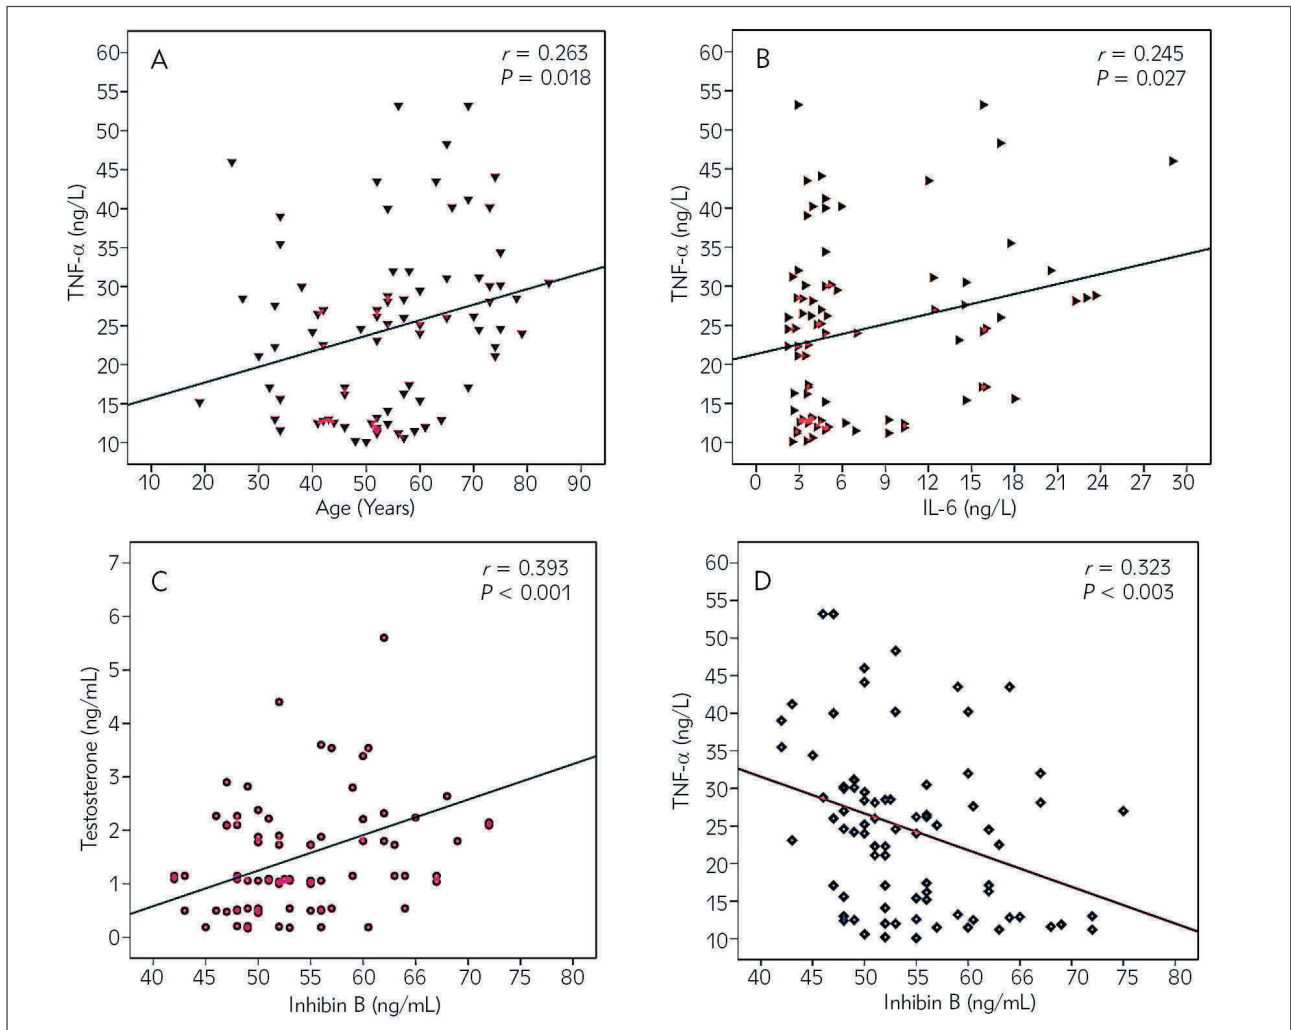 A
r = 0.263
P = 0.018
60
55
50
45
40
35
30
25
20
15
10
TNF-α (ng/L)
10 20 30 40 50 60 70 80 90
Age (Years)
B
r = 0.245
P = 0.027
60
55
50
45
40
35
30
25
20
15
10
TNF-α (ng/L)
0 3 6 9 12 15 18 21 24 27 30
IL-6 (ng/L)
C
r = 0.393
P < 0.001
7
6
5
4
3
2
1
0
Testosterone (ng/mL)
40 45 50 55 60 65 70 75 80
Inhibin B (ng/mL)
D
r = 0.323
P < 0.003
60
55
50
45
40
35
30
25
20
15
10
TNF-α (ng/L)
40 45 50 55 60 66 70 75 80
Inhibin B (ng/mL)